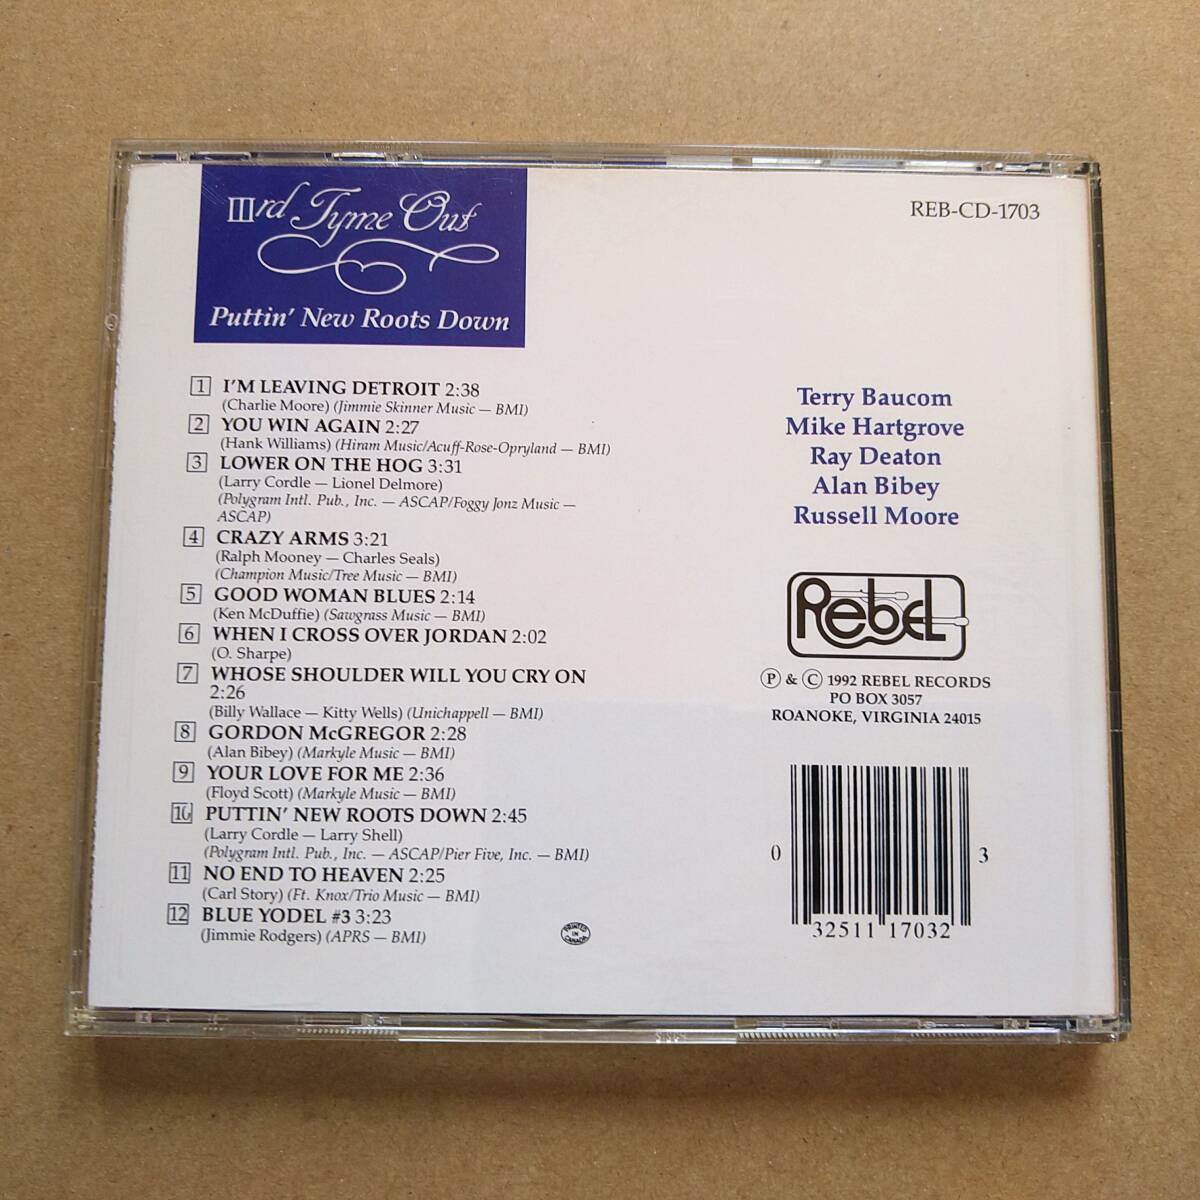 IIIrd Tyme Out
Puttin' New Roots Down
REB-CD-1703
1 I'M LEAVING DETROIT 2:38
(Charlie Moore) (Jimmie Skinner Music — BMI)
2 YOU WIN AGAIN 2:27
(Hank Williams) (Hiram Music/Acuff-Rose-Opryland — BMI)
3 LOWER ON THE HOG 3:31
(Larry Cordle — Lionel Delmore)
(Polygram Intl. Pub., Inc. — ASCAP/Foggy Jonz Music —
ASCAP)
4 CRAZY ARMS 3:21
(Ralph Mooney — Charles Seals)
(Champion Music/Tree Music — BMI)
5 GOOD WOMAN BLUES 2:14
(Ken McDuffie) (Sawgrass Music — BMI)
6 WHEN I CROSS OVER JORDAN 2:02
(O. Sharpe)
7 WHOSE SHOULDER WILL YOU CRY ON
2:26
(Billy Wallace — Kitty Wells) (Unichappell — BMI)
8 GORDON McGREGOR 2:28
(Alan Bibey) (Markyle Music — BMI)
9 YOUR LOVE FOR ME 2:36
(Floyd Scott) (Markyle Music — BMI)
10 PUTTIN' NEW ROOTS DOWN 2:45
(Larry Cordle — Larry Shell)
(Polygram Intl. Pub., Inc. — ASCAP/Pier Five, Inc. — BMI)
11 NO END TO HEAVEN 2:25
(Carl Story) (Ft. Knox/Trio Music — BMI)
12 BLUE YODEL #3 3:23
(Jimmie Rodgers) (APRS — BMI)
PRINTED
IN
CANADA
Terry Baucom
Mike Hartgrove
Ray Deaton
Alan Bibey
Russell Moore
Rebel
Ⓟ & Ⓒ 1992 REBEL RECORDS
PO BOX 3057
ROANOKE, VIRGINIA 24015
0 32511 17032 3